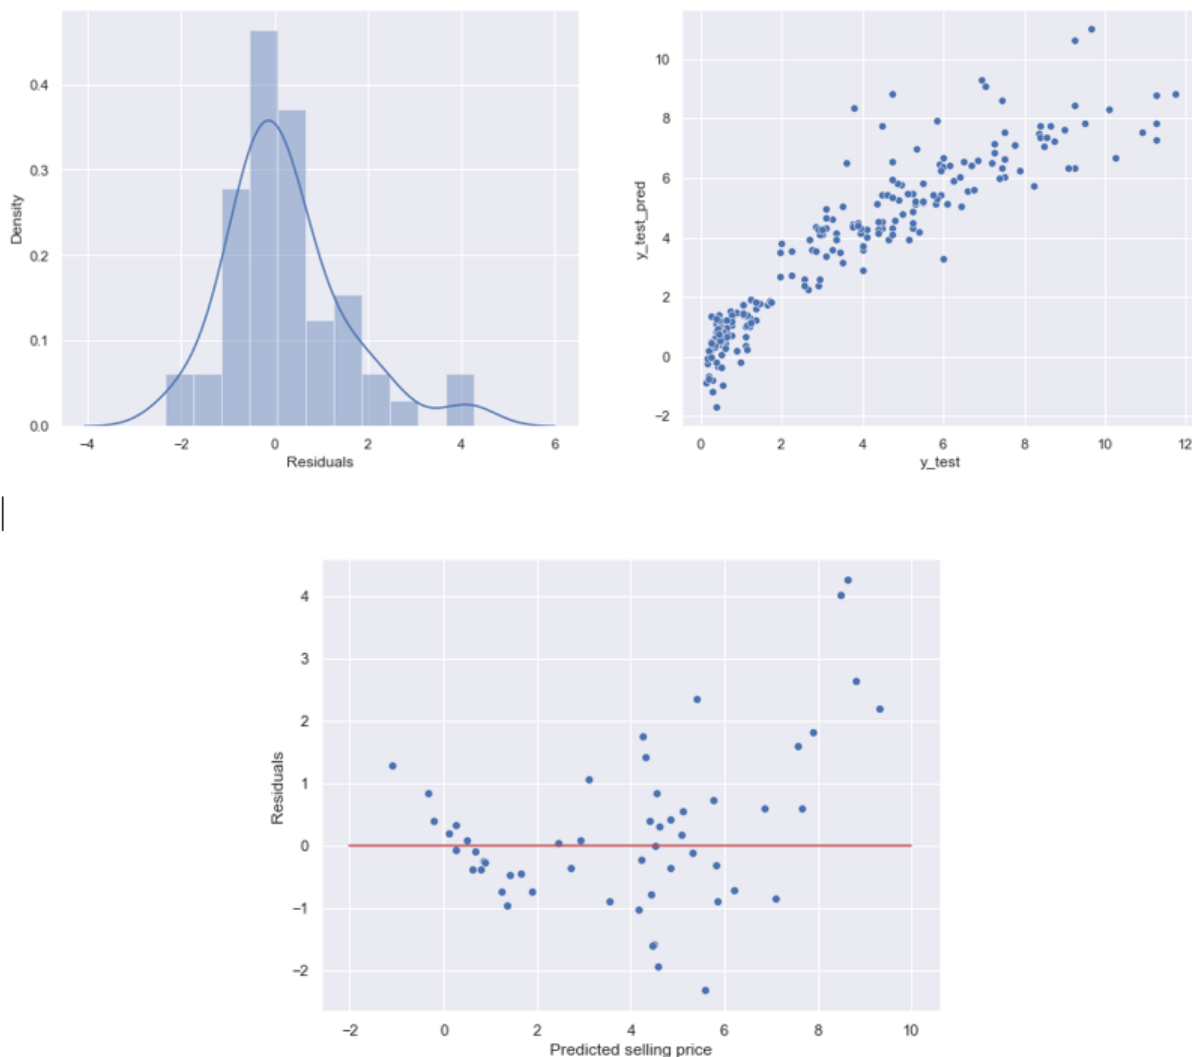 Density
0.4
0.3
0.2
0.1
0.0
−4 −2 0 2 4 6
Residuals
y_test_pred
10
8
6
4
2
0
−2
0 2 4 6 8 10 12
y_test
Residuals
4
3
2
1
0
−1
−2
−2 0 2 4 6 8 10
Predicted selling price